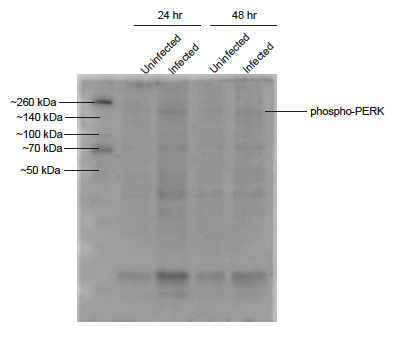 24 hr
48 hr
Uninfected
Infected
Uninfected
Infected
~260 kDa
~140 kDa
~100 kDa
~70 kDa
~50 kDa
phospho-PERK